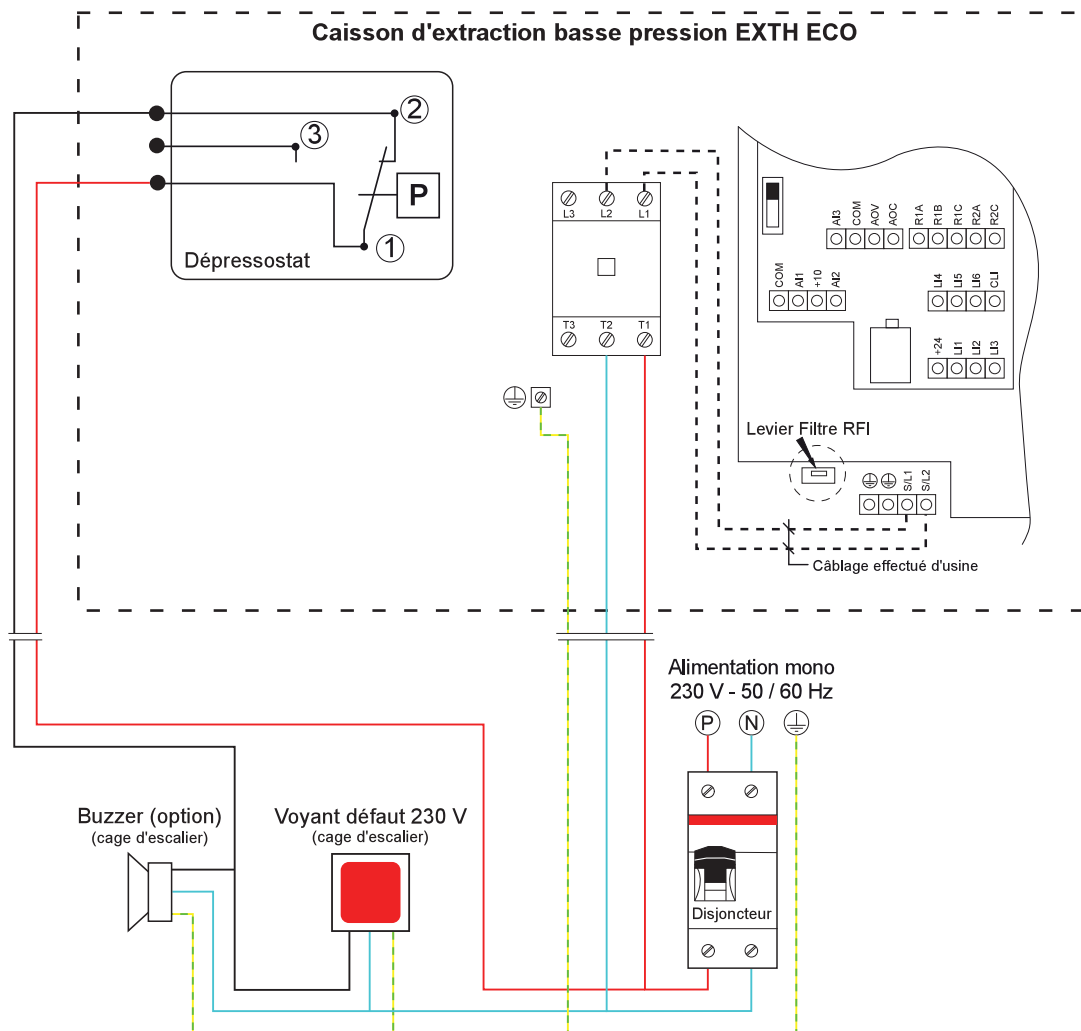 Caisson d'extraction basse pression EXTH ECO
2
3
P
1
Dépressostat
L3
L2
L1
T3
T2
T1
AI3
COM
AOV
AOC
R1A
R1B
R1C
R2A
R2C
COM
AI1
+10
AI2
LI4
LI5
LI6
CLI
+24
LI1
LI2
LI3
Levier Filtre RFI
S/L1
S/L2
Câblage effectué d'usine
Alimentation mono
230 V - 50 / 60 Hz
P
N
Buzzer (option)
(cage d'escalier)
Voyant défaut 230 V
(cage d'escalier)
Disjoncteur